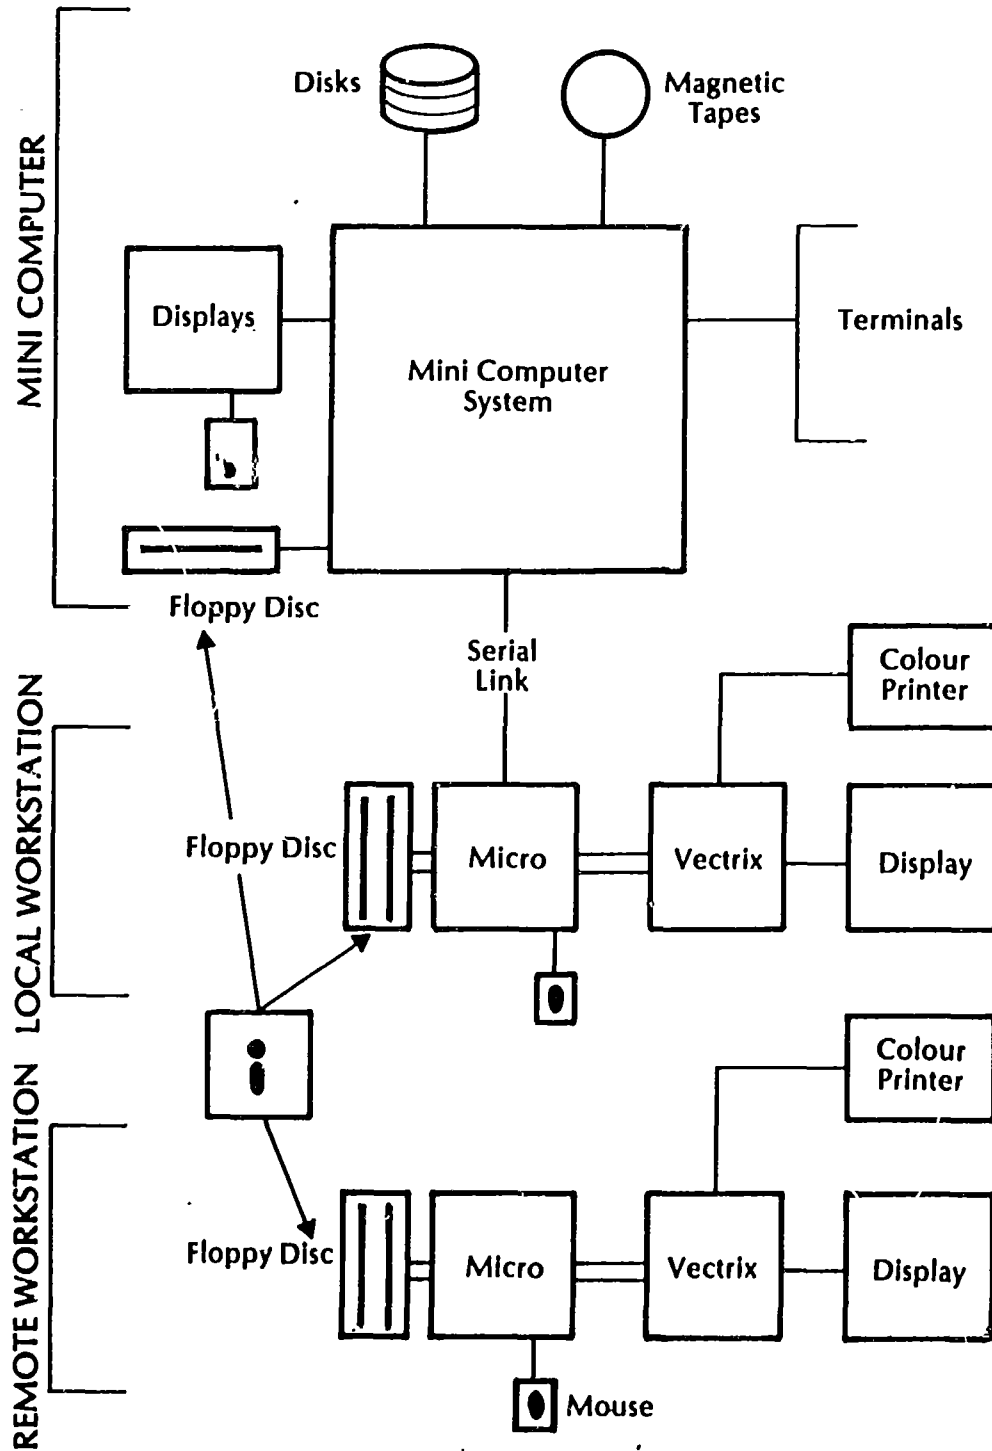 MINI COMPUTER
Disks
Magnetic
Tapes
Displays
Mini Computer
System
Terminals
Floppy Disc
Serial
Link
LOCAL WORKSTATION
Colour
Printer
Floppy Disc
Micro
Vectrix
Display
REMOTE WORKSTATION
Colour
Printer
Floppy Disc
Micro
Vectrix
Display
Mouse